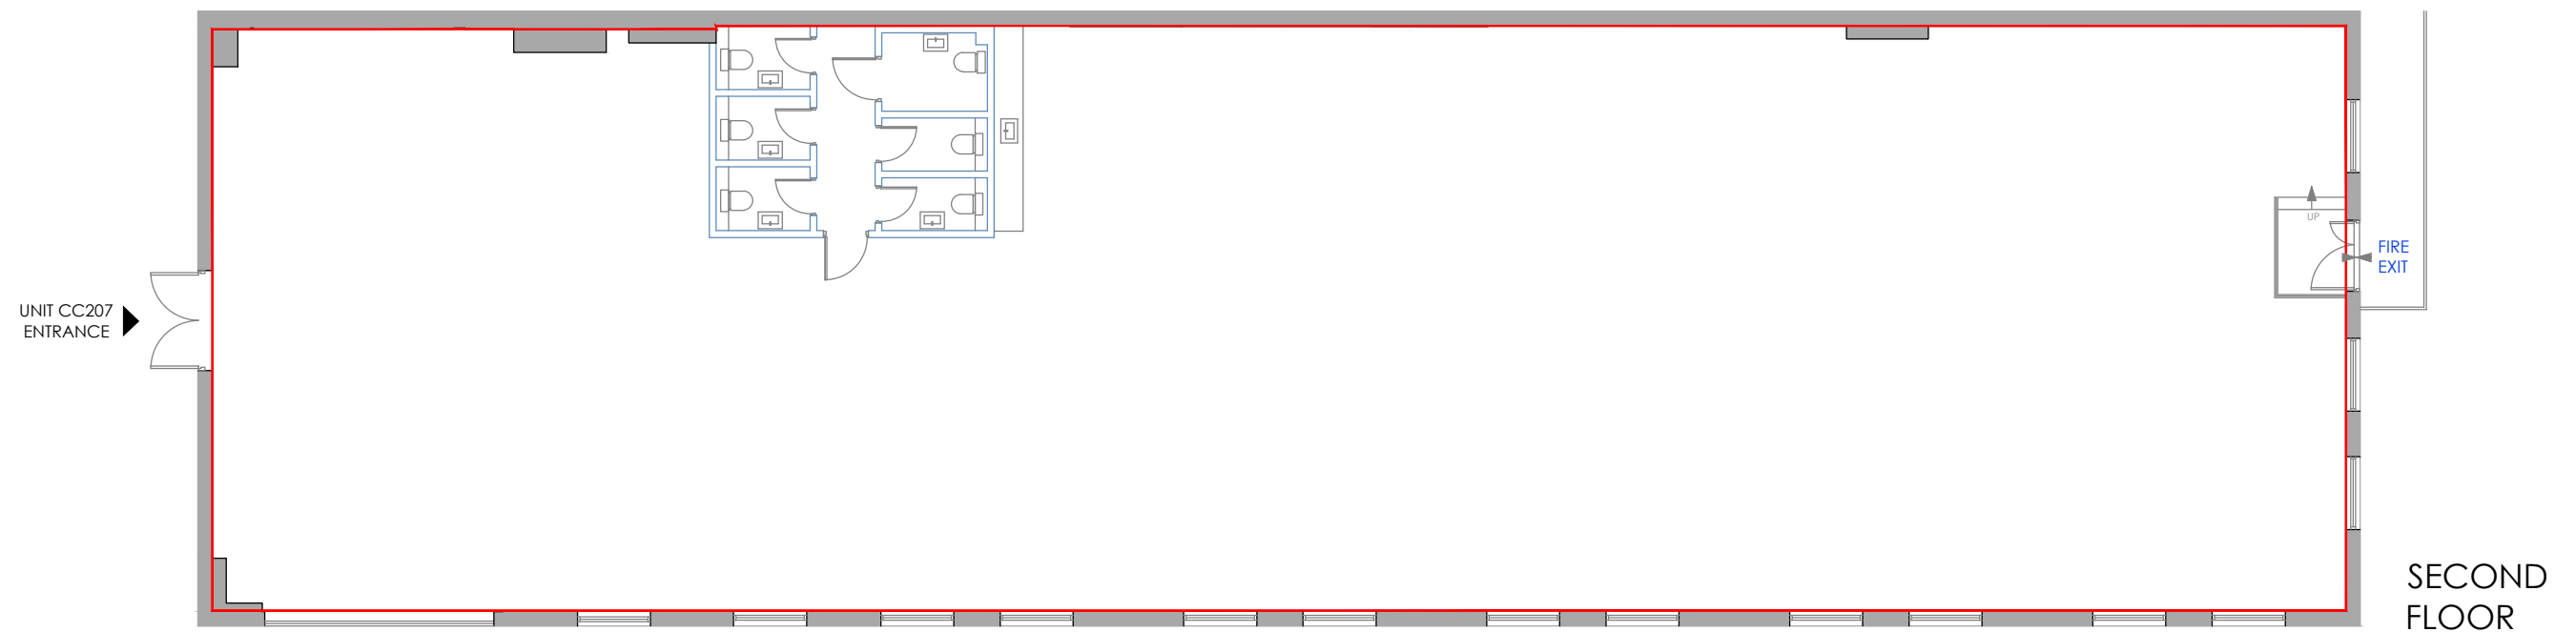 UP
FIRE
EXIT
UNIT CC207
ENTRANCE
SECOND
FLOOR